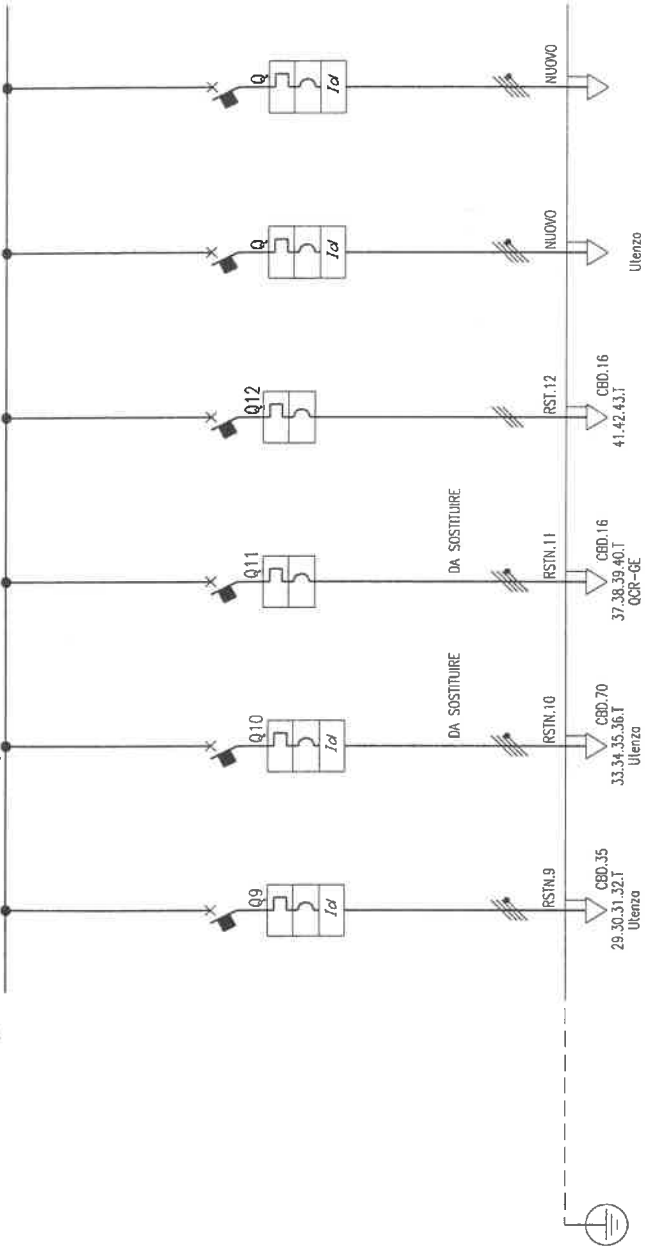 Q9
Id
RSTN.9
CBD.35
29.30.31.32.T
Utenza
Q10
Id
DA SOSTITUIRE
RSTN.10
CBD.70
33.34.35.36.T
Utenza
Q11
DA SOSTITUIRE
RSTN.11
CBD.16
37.38.39.40.T
QCR-GE
Q12
RST.12
CBD.16
41.42.43.T
Q
Id
NUOVO
Utenza
Q
Id
NUOVO